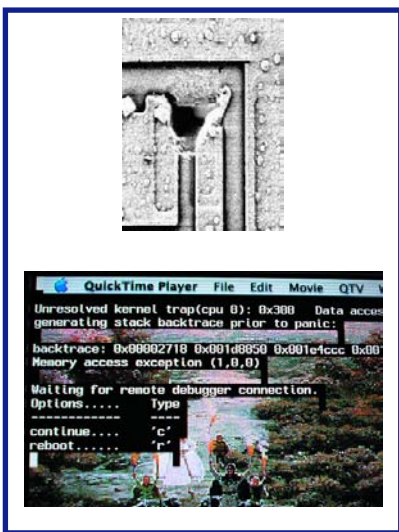 QuickTime Player File Edit Movie QTV
Unresolved kernel trap(cpu 0): 0x300 Data acces
generating stack backtrace prior to panic:
backtrace: 0x00002718 0x001d8850 0x001e4ccc 0x001
Memory access exception (1,0,0)
Waiting for remote debugger connection.
Options..... Type
------------ ----
continue.... 'c'
reboot...... 'r'